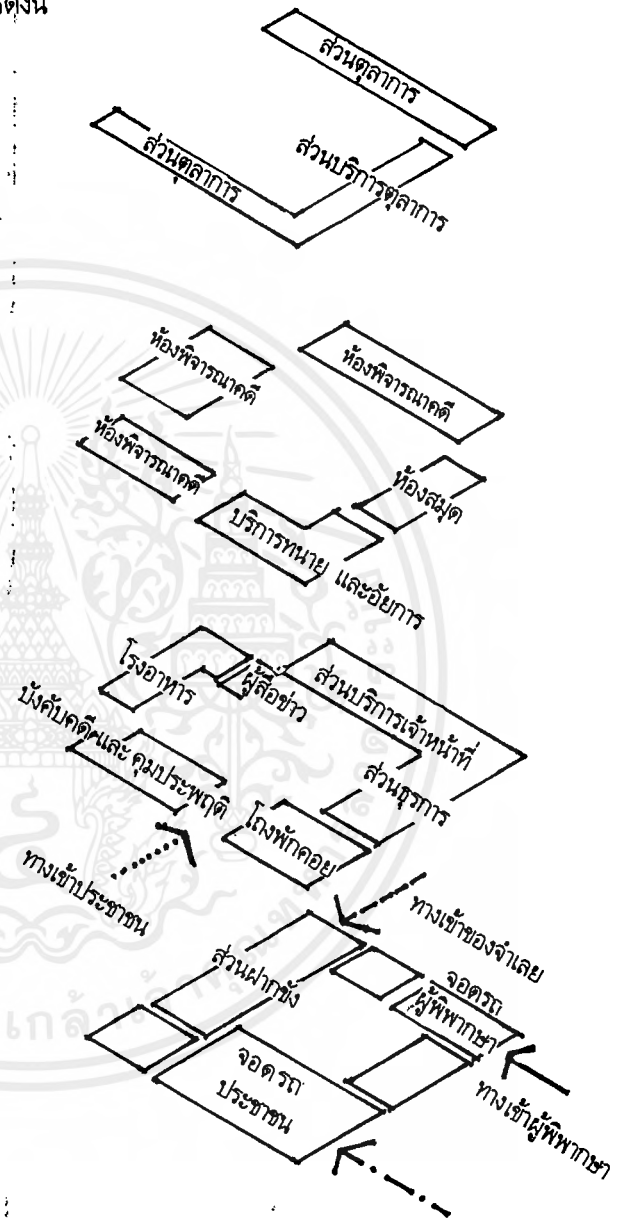 ส่วนตุลาการ
ส่วนตุลาการ
ส่วนบริการตุลาการ
ห้องพิจารณาคดี
ห้องพิจารณาคดี
ห้องพิจารณาคดี
ห้องสมุด
บริการทนาย และอัยการ
โรงอาหาร
ผู้สื่อข่าว
ส่วนบริการเจ้าหน้าที่
บังคับคดีและคุมประพฤติ
ส่วนธุรการ
โถงพักคอย
ทางเข้าประชาชน
ทางเข้าของจำเลย
ส่วนฝากขัง
จอดรถ
ผู้พิพากษา
จอดรถ
ประชาชน
ทางเข้าผู้พิพากษา